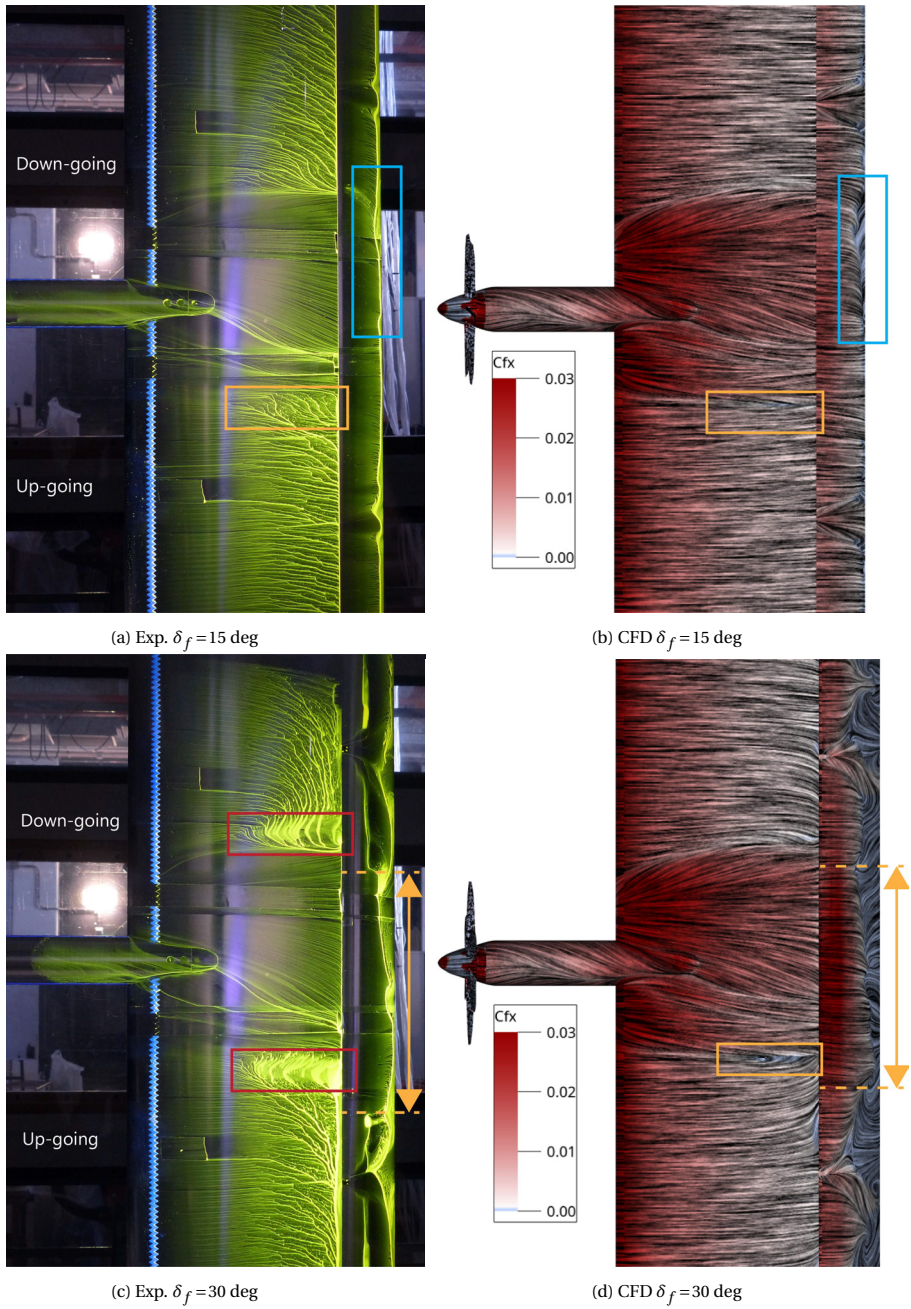 Down-going
Up-going
Cfx
0.03
0.02
0.01
0.00
(a) Exp. δf = 15 deg
(b) CFD δf = 15 deg
Down-going
Up-going
Cfx
0.03
0.02
0.01
0.00
(c) Exp. δf = 30 deg
(d) CFD δf = 30 deg